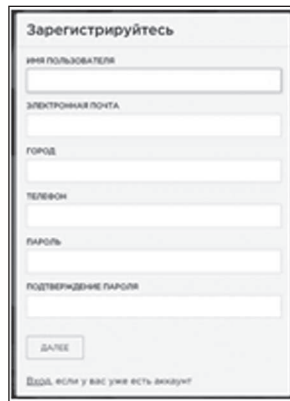 Зарегистрируйтесь
ИМЯ ПОЛЬЗОВАТЕЛЯ
ЭЛЕКТРОННАЯ ПОЧТА
ГОРОД
ТЕЛЕФОН
ПАРОЛЬ
ПОДТВЕРЖДЕНИЕ ПАРОЛЯ
ДАЛЕЕ
Вход, если у вас уже есть аккаунт